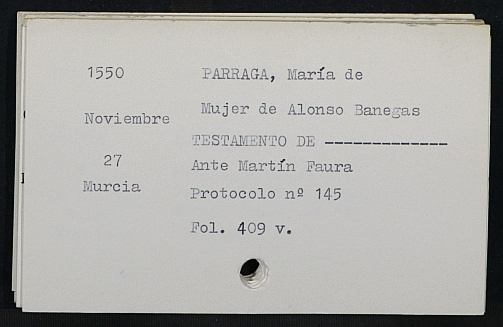 1550 PARRAGA, María de
Noviembre Mujer de Alonso Banegas
TESTAMENTO DE -------------
27 Ante Martín Faura
Murcia Protocolo nº 145
Fol. 409 v.